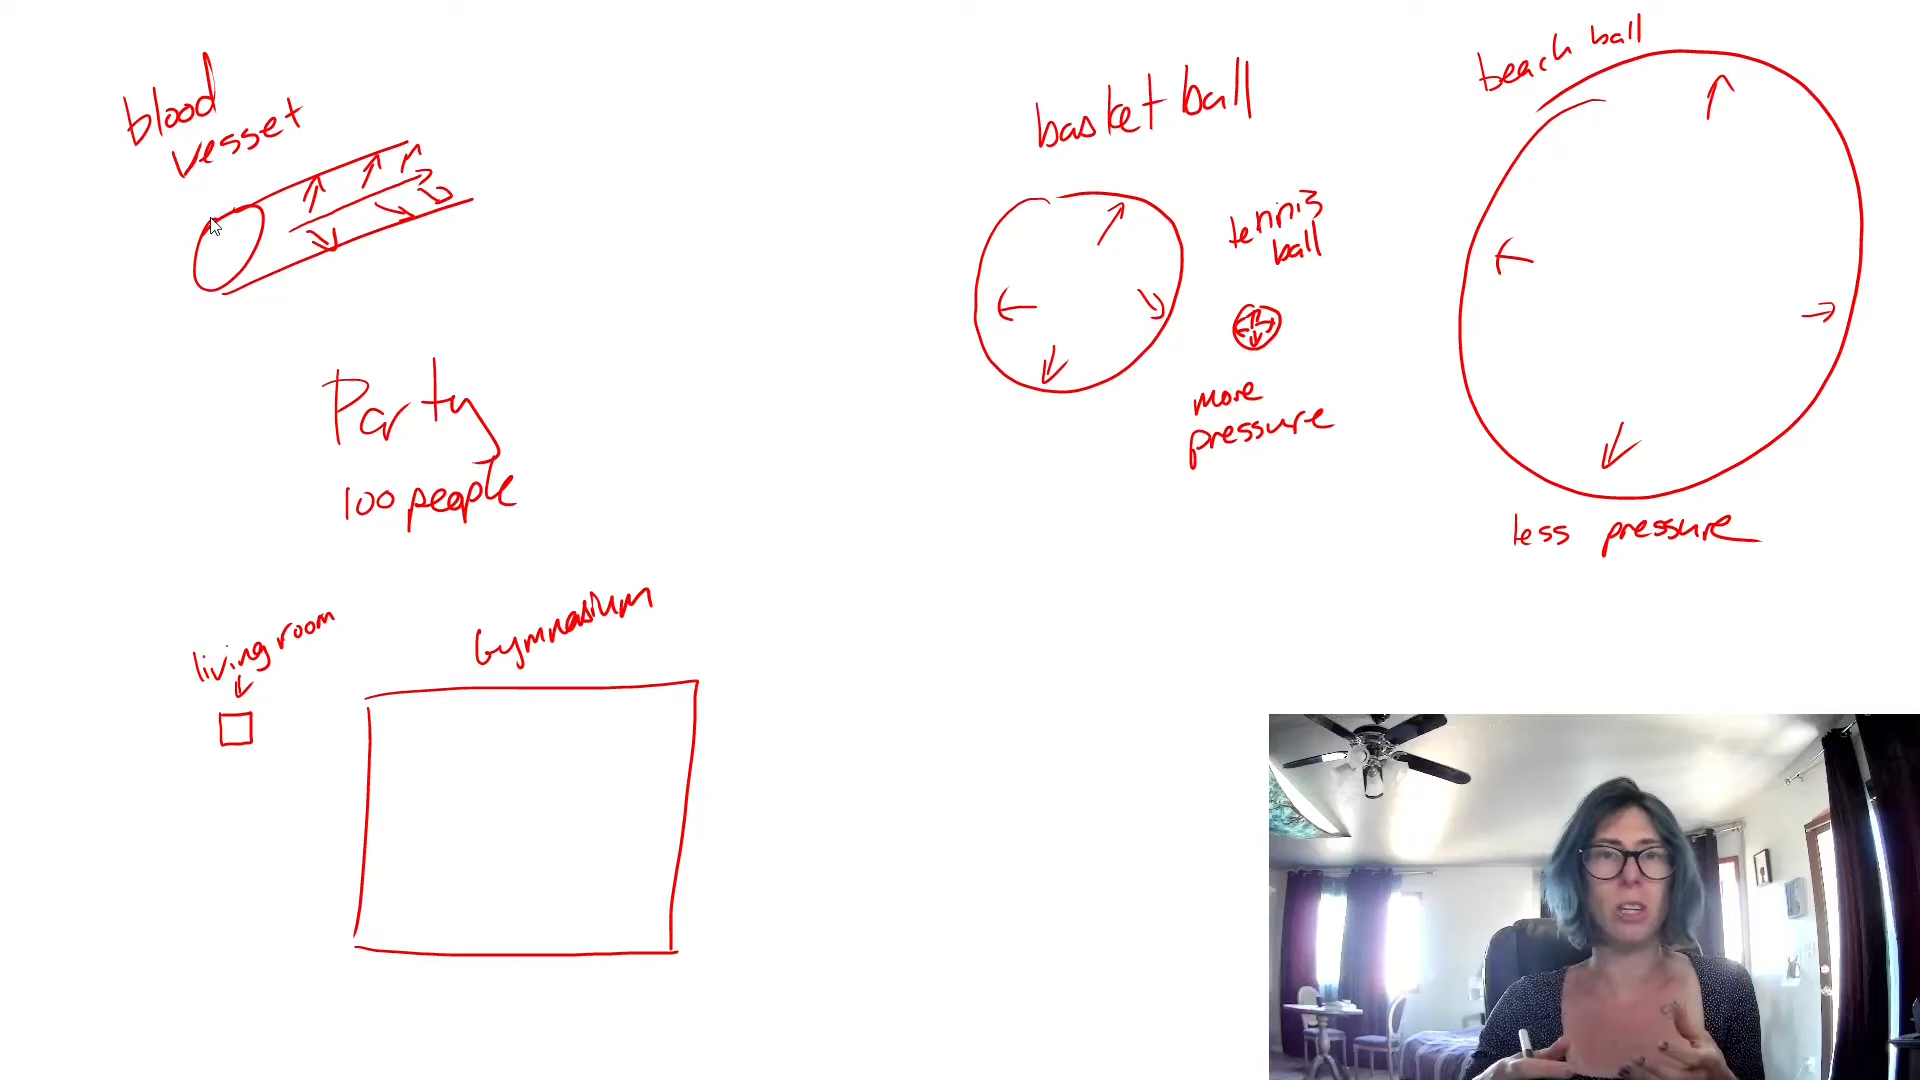 blood
vessel
basketball
tennis
ball
beach ball
more
pressure
less pressure
Party
100 people
living room
Gymnasium